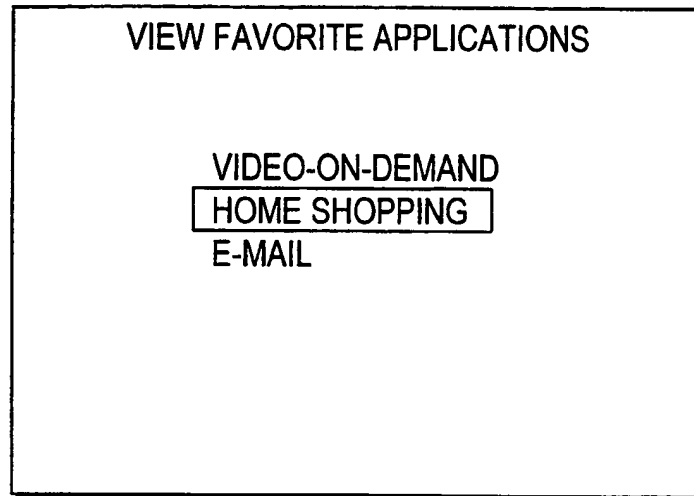 VIEW FAVORITE APPLICATIONS
VIDEO-ON-DEMAND
HOME SHOPPING
E-MAIL